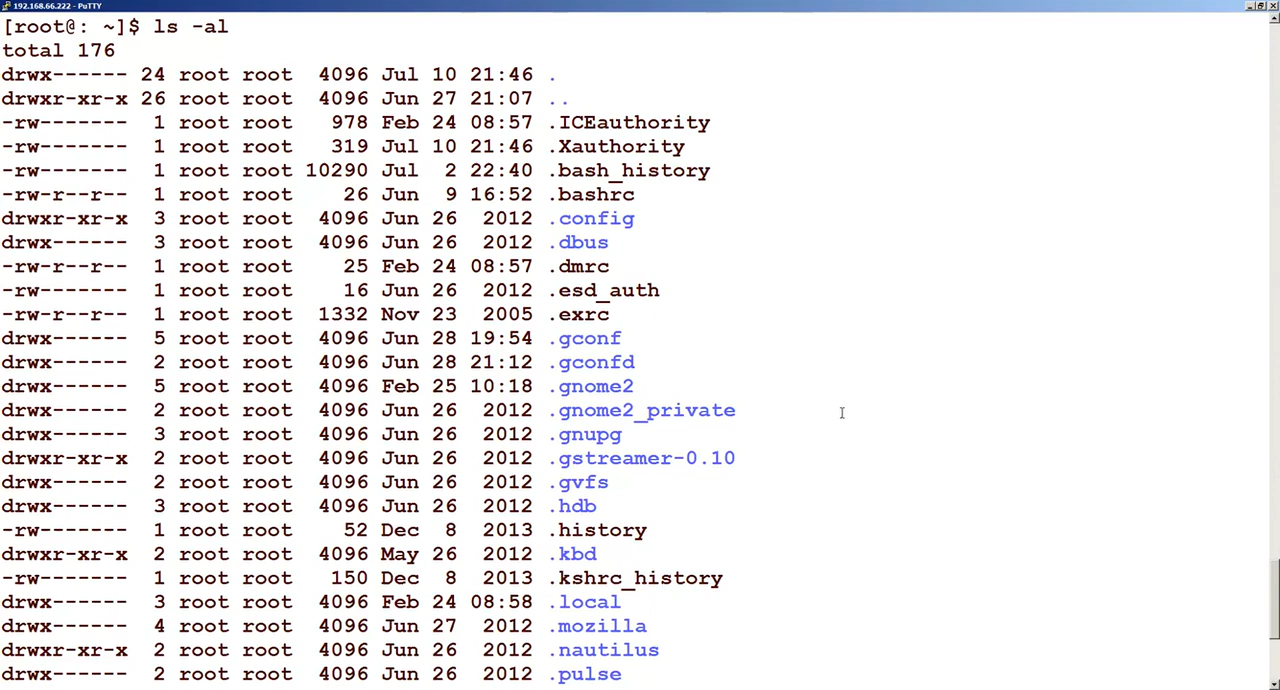 192.168.66.222 - PuTTY
[root@: ~]$ ls -al
total 176
drwx------ 24 root root  4096 Jul 10 21:46 .
drwxr-xr-x 26 root root  4096 Jun 27 21:07 ..
-rw-------  1 root root   978 Feb 24 08:57 .ICEauthority
-rw-------  1 root root   319 Jul 10 21:46 .Xauthority
-rw-------  1 root root 10290 Jul  2 22:40 .bash_history
-rw-r--r--  1 root root    26 Jun  9 16:52 .bashrc
drwxr-xr-x  3 root root  4096 Jun 26  2012 .config
drwx------  3 root root  4096 Jun 26  2012 .dbus
-rw-r--r--  1 root root    25 Feb 24 08:57 .dmrc
-rw-------  1 root root    16 Jun 26  2012 .esd_auth
-rw-r--r--  1 root root  1332 Nov 23  2005 .exrc
drwx------  5 root root  4096 Jun 28 19:54 .gconf
drwx------  2 root root  4096 Jun 28 21:12 .gconfd
drwx------  5 root root  4096 Feb 25 10:18 .gnome2
drwx------  2 root root  4096 Jun 26  2012 .gnome2_private
drwx------  3 root root  4096 Jun 26  2012 .gnupg
drwxr-xr-x  2 root root  4096 Jun 26  2012 .gstreamer-0.10
drwx------  2 root root  4096 Jun 26  2012 .gvfs
drwx------  3 root root  4096 Jun 26  2012 .hdb
-rw-------  1 root root    52 Dec  8  2013 .history
drwxr-xr-x  2 root root  4096 May 26  2012 .kbd
-rw-------  1 root root   150 Dec  8  2013 .kshrc_history
drwx------  3 root root  4096 Feb 24 08:58 .local
drwx------  4 root root  4096 Jun 27  2012 .mozilla
drwxr-xr-x  2 root root  4096 Jun 26  2012 .nautilus
drwx------  2 root root  4096 Jun 26  2012 .pulse